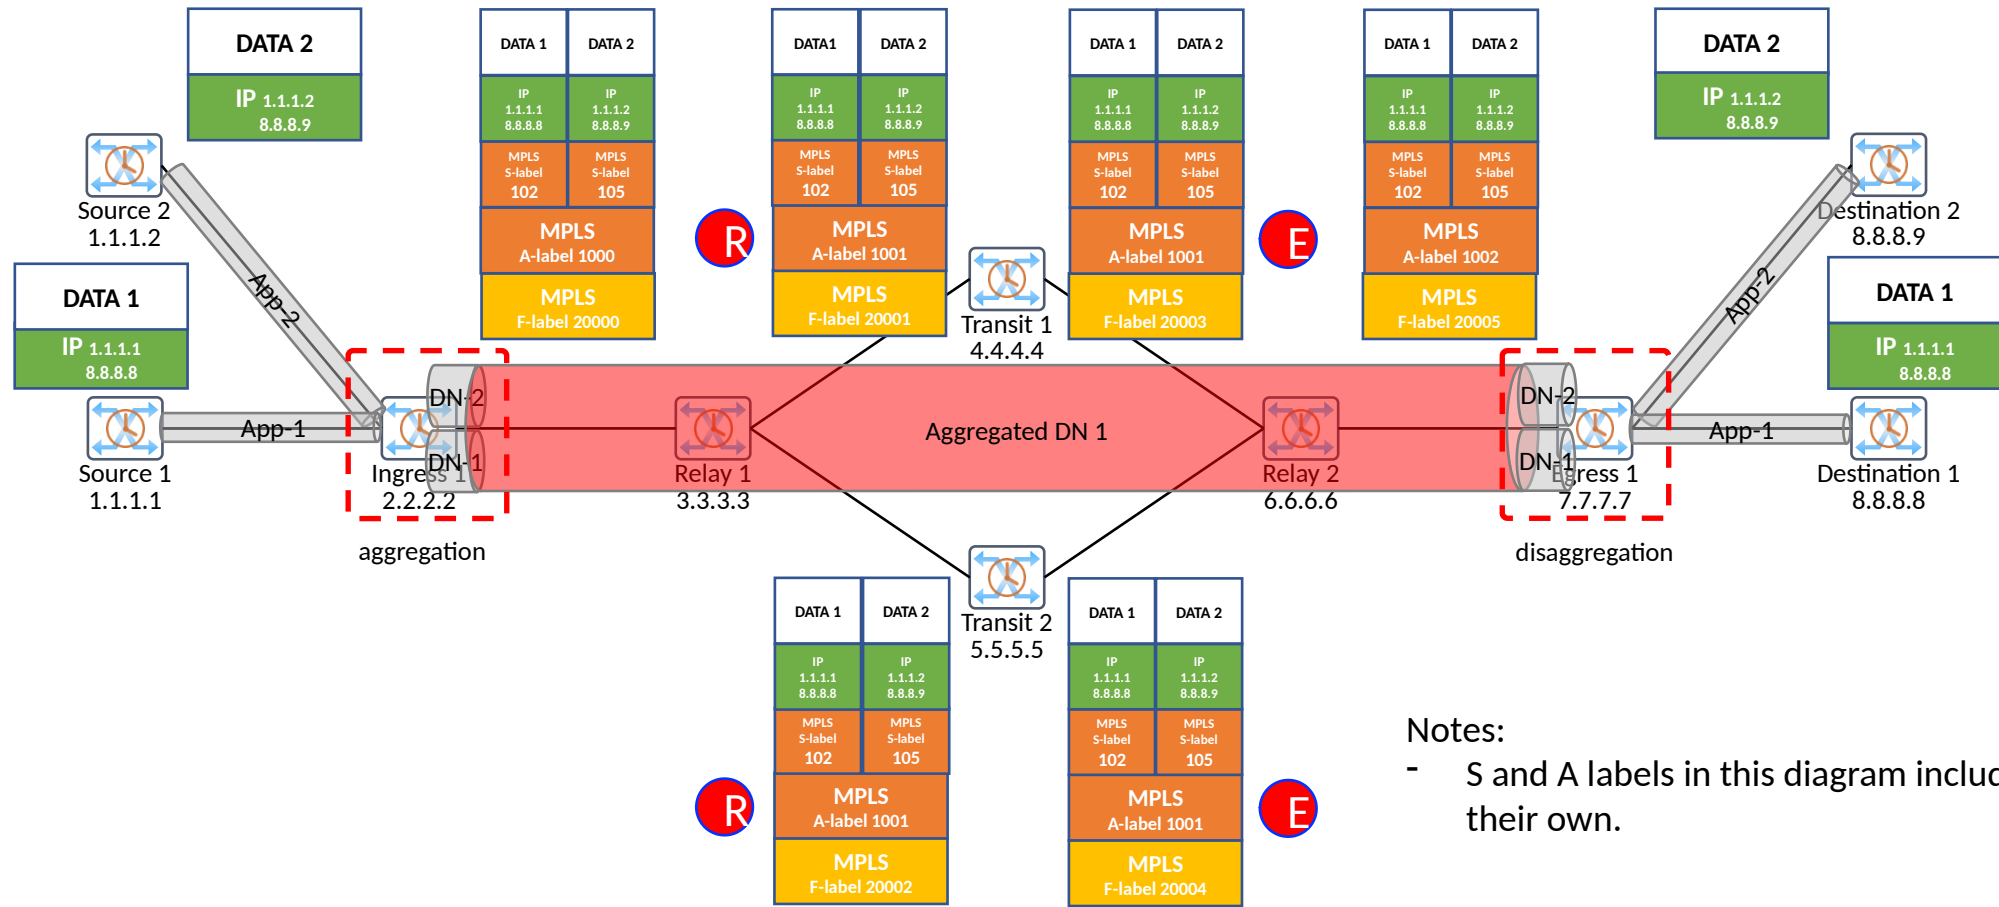 DATA 2
IP 1.1.1.2
8.8.8.9
Source 2
1.1.1.2
App-2
DATA 1
IP 1.1.1.1
8.8.8.8
Source 1
1.1.1.1
App-1
DN-2
DN-1
Ingress 1
2.2.2.2
aggregation
DATA 1
DATA 2
IP
1.1.1.1
8.8.8.8
IP
1.1.1.2
8.8.8.9
MPLS
S-label
102
MPLS
S-label
105
MPLS
A-label 1000
MPLS
F-label 20000
R
DATA1
DATA 2
IP
1.1.1.1
8.8.8.8
IP
1.1.1.2
8.8.8.9
MPLS
S-label
102
MPLS
S-label
105
MPLS
A-label 1001
MPLS
F-label 20001
Transit 1
4.4.4.4
DATA 1
DATA 2
IP
1.1.1.1
8.8.8.8
IP
1.1.1.2
8.8.8.9
MPLS
S-label
102
MPLS
S-label
105
MPLS
A-label 1001
MPLS
F-label 20003
E
DATA 1
DATA 2
IP
1.1.1.1
8.8.8.8
IP
1.1.1.2
8.8.8.9
MPLS
S-label
102
MPLS
S-label
105
MPLS
A-label 1002
MPLS
F-label 20005
Relay 1
3.3.3.3
Aggregated DN 1
Relay 2
6.6.6.6
DN-2
DN-1
Egress 1
7.7.7.7
disaggregation
DATA 2
IP 1.1.1.2
8.8.8.9
Destination 2
8.8.8.9
App-2
DATA 1
IP 1.1.1.1
8.8.8.8
App-1
Destination 1
8.8.8.8
R
DATA 1
DATA 2
IP
1.1.1.1
8.8.8.8
IP
1.1.1.2
8.8.8.9
MPLS
S-label
102
MPLS
S-label
105
MPLS
A-label 1001
MPLS
F-label 20002
Transit 2
5.5.5.5
DATA 1
DATA 2
IP
1.1.1.1
8.8.8.8
IP
1.1.1.2
8.8.8.9
MPLS
S-label
102
MPLS
S-label
105
MPLS
A-label 1001
MPLS
F-label 20004
E
Notes:
- S and A labels in this diagram includ
their own.